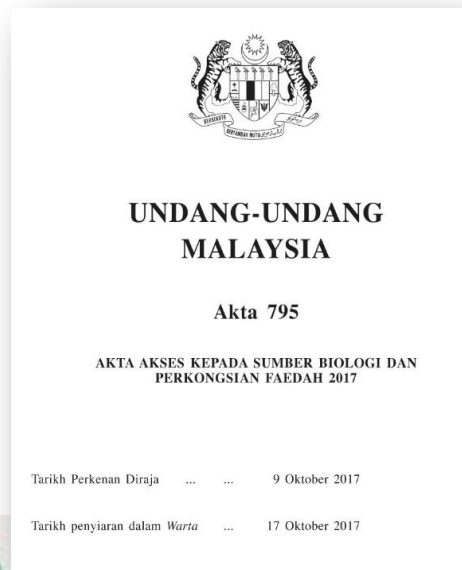 UNDANG-UNDANG
MALAYSIA
Akta 795
AKTA AKSES KEPADA SUMBER BIOLOGI DAN
PERKONGSIAN FAEDAH 2017
Tarikh Perkenan Diraja ... ... 9 Oktober 2017
Tarikh penyiaran dalam Warta ... 17 Oktober 2017